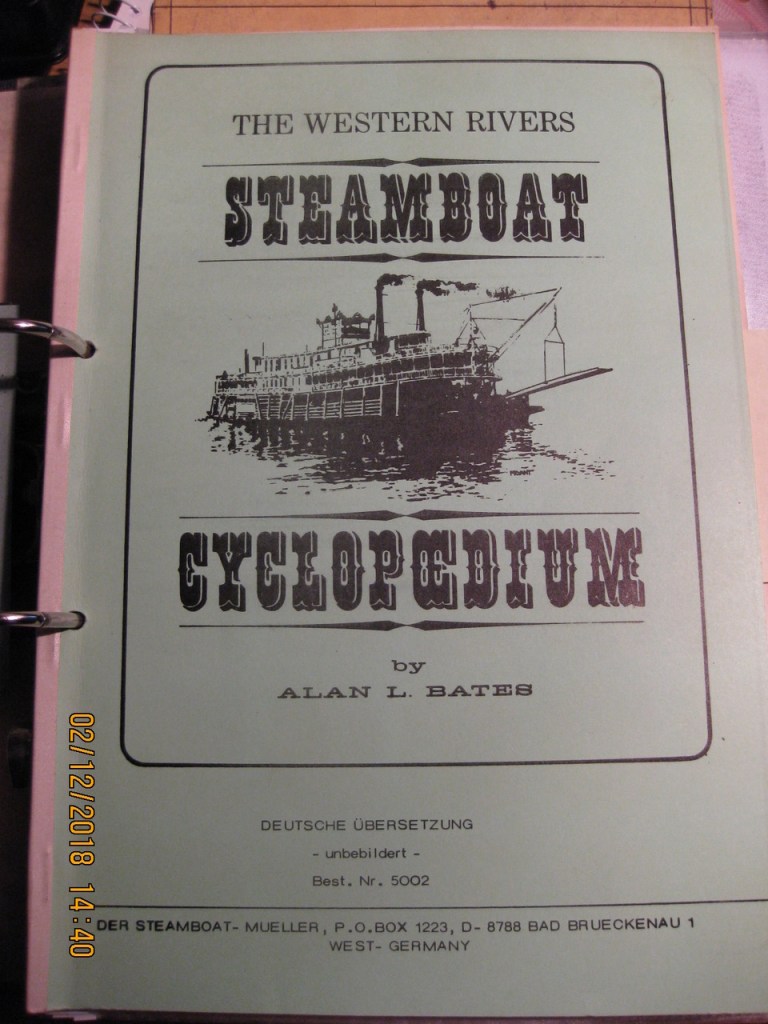 THE WESTERN RIVERS
STEAMBOAT
CYCLOPŒDIUM
by
ALAN L. BATES
DEUTSCHE ÜBERSETZUNG
- unbebildert -
Best. Nr. 5002
DER STEAMBOAT- MUELLER, P.O.BOX 1223, D- 8788 BAD BRUECKENAU 1
WEST- GERMANY
02/12/2018 14:40